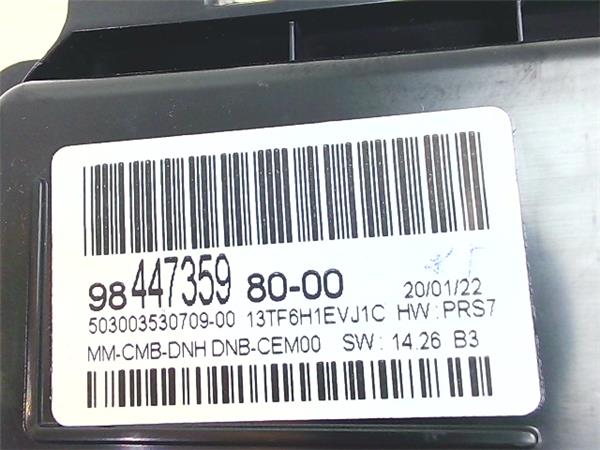 98 447359 80-00 20/01/22
503003530709-00 13TF6H1EVJ1C HW : PRS7
MM-CMB-DNH DNB-CEM00 SW : 14.26 B3